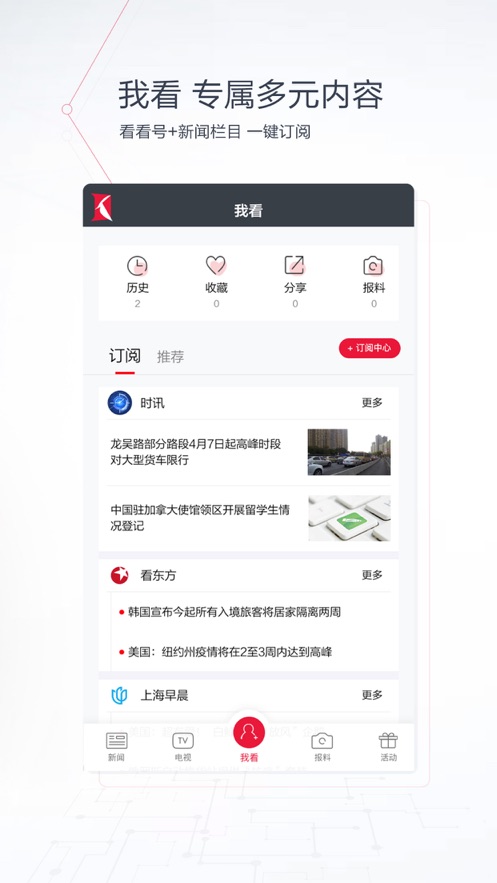 我看 专属多元内容
看看号+新闻栏目 一键订阅
我看
历史 收藏 分享 报料
2 0 0 0
订阅 推荐 + 订阅中心
时讯 更多
龙吴路部分路段4月7日起高峰时段
对大型货车限行
中国驻加拿大使馆领区开展留学生情
况登记
看东方 更多
韩国宣布今起所有入境旅客将居家隔离两周
美国：纽约州疫情将在2至3周内达到高峰
上海早晨 更多
TV
新闻 电视 我看 报料 活动